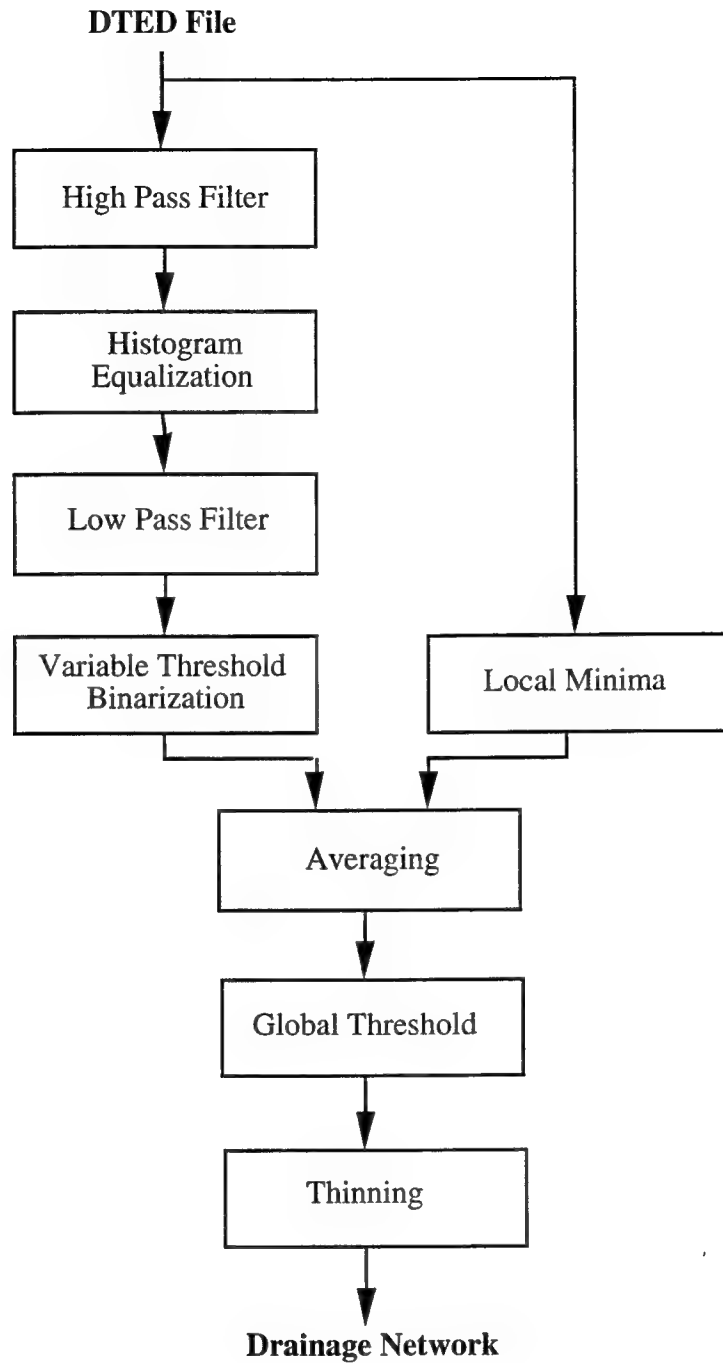 DTED File
High Pass Filter
Histogram
Equalization
Low Pass Filter
Variable Threshold
Binarization
Local Minima
Averaging
Global Threshold
Thinning
Drainage Network